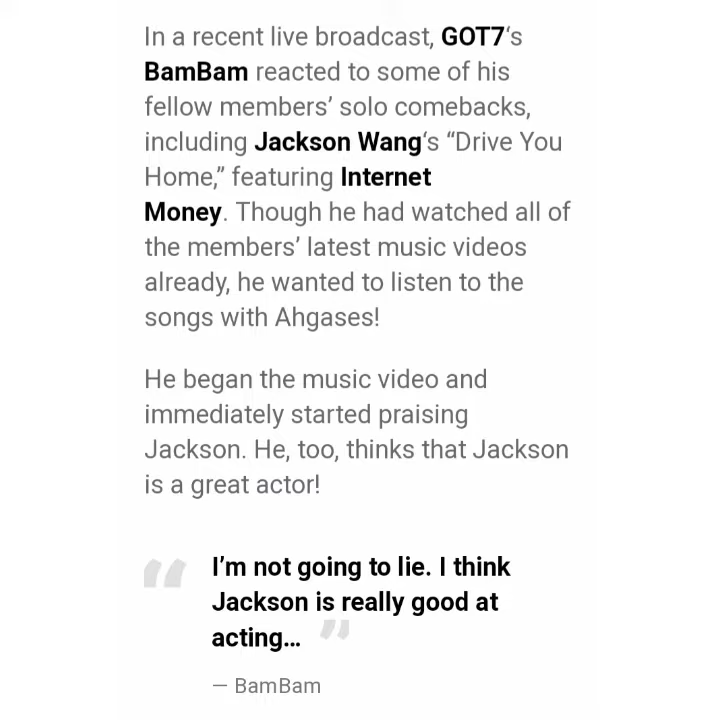 In a recent live broadcast, GOT7‘s
BamBam reacted to some of his
fellow members’ solo comebacks,
including Jackson Wang‘s “Drive You
Home,” featuring Internet
Money. Though he had watched all of
the members’ latest music videos
already, he wanted to listen to the
songs with Ahgases!
He began the music video and
immediately started praising
Jackson. He, too, thinks that Jackson
is a great actor!
“ I’m not going to lie. I think
Jackson is really good at
acting… ”
— BamBam